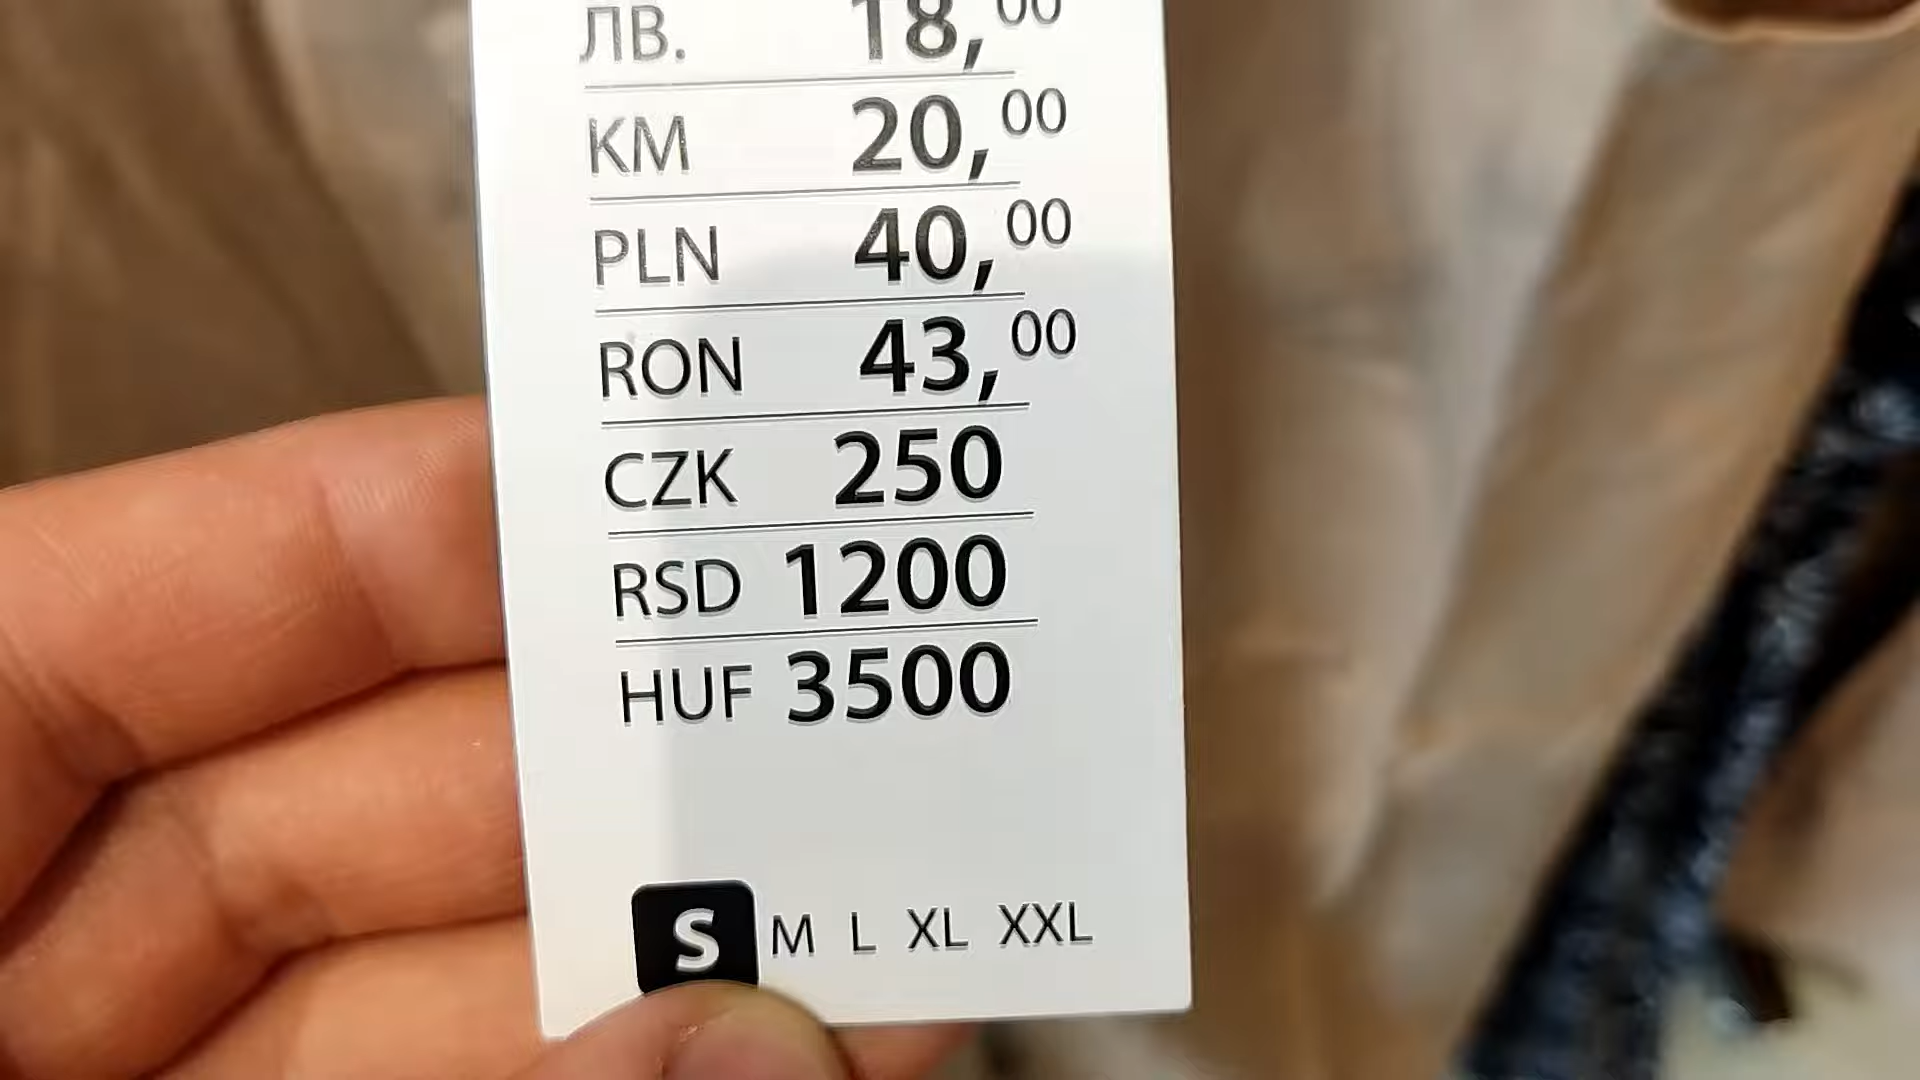 ЛВ. 18,00
KM 20,00
PLN 40,00
RON 43,00
CZK 250
RSD 1200
HUF 3500
S M L XL XXL